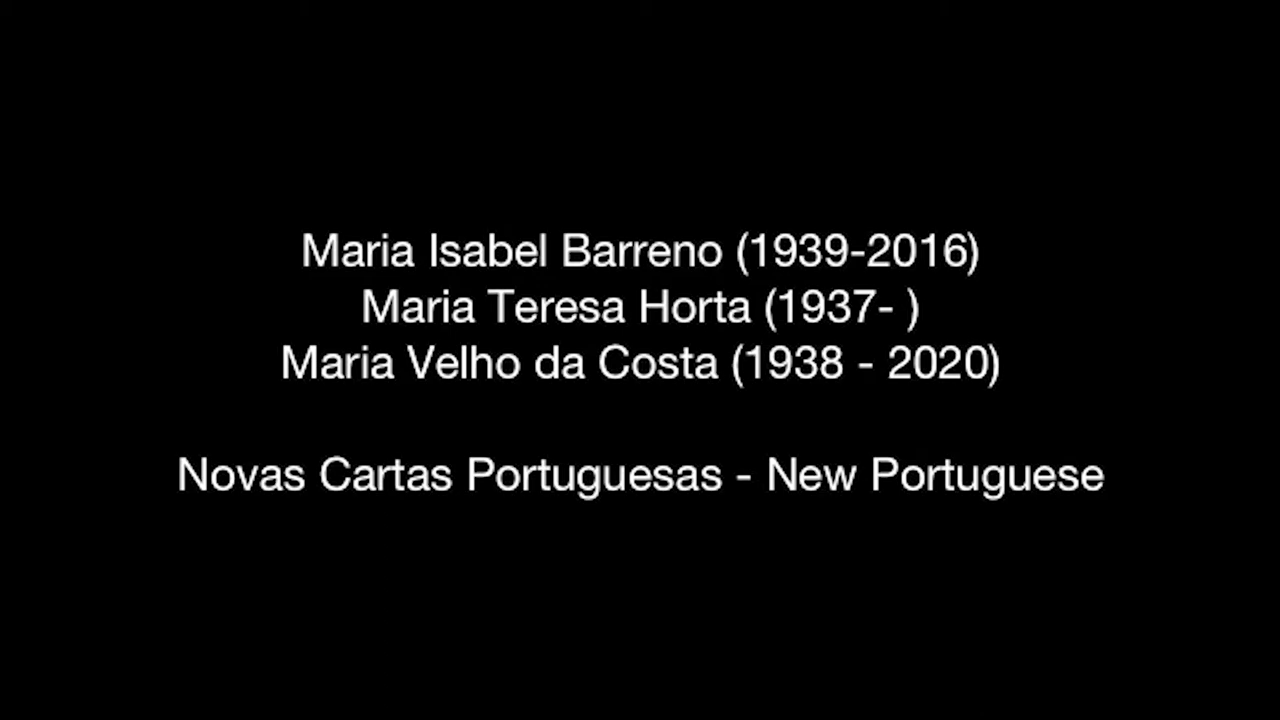 Maria Isabel Barreno (1939-2016)
Maria Teresa Horta (1937- )
Maria Velho da Costa (1938 - 2020)
Novas Cartas Portuguesas - New Portuguese